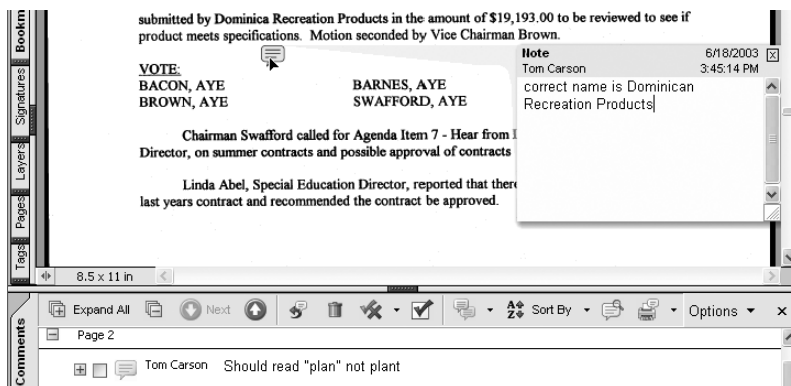 submitted by Dominica Recreation Products in the amount of $19,193.00 to be reviewed to see if
product meets specifications. Motion seconded by Vice Chairman Brown.
VOTE:
BACON, AYE BARNES, AYE
BROWN, AYE SWAFFORD, AYE
Chairman Swafford called for Agenda Item 7 - Hear from
Director, on summer contracts and possible approval of contracts
Linda Abel, Special Education Director, reported that there
last years contract and recommended the contract be approved.
Note 6/18/2003
Tom Carson 3:45:14 PM
correct name is Dominican
Recreation Products
Signatures
Layers
Pages
Tags
8.5 x 11 in
Comments
Expand All Next Sort By Options
Page 2
Tom Carson Should read "plan" not plant